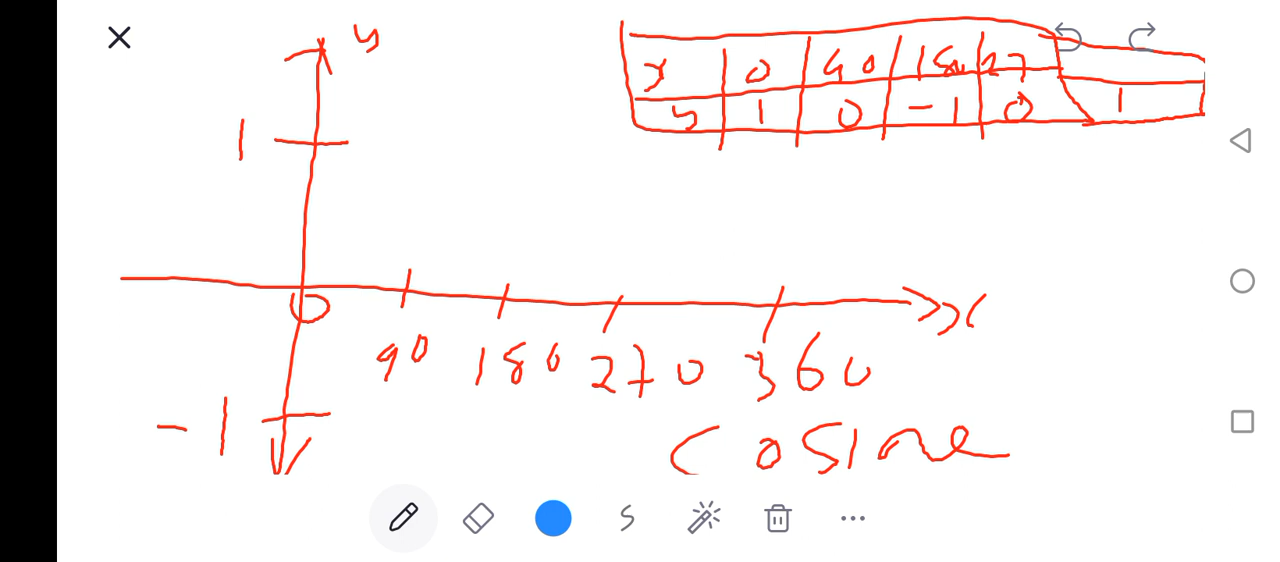 y
x 0 90 180 27
y 1 0 -1 0 1
1
0
x
90 180 270 360
-1
cosine